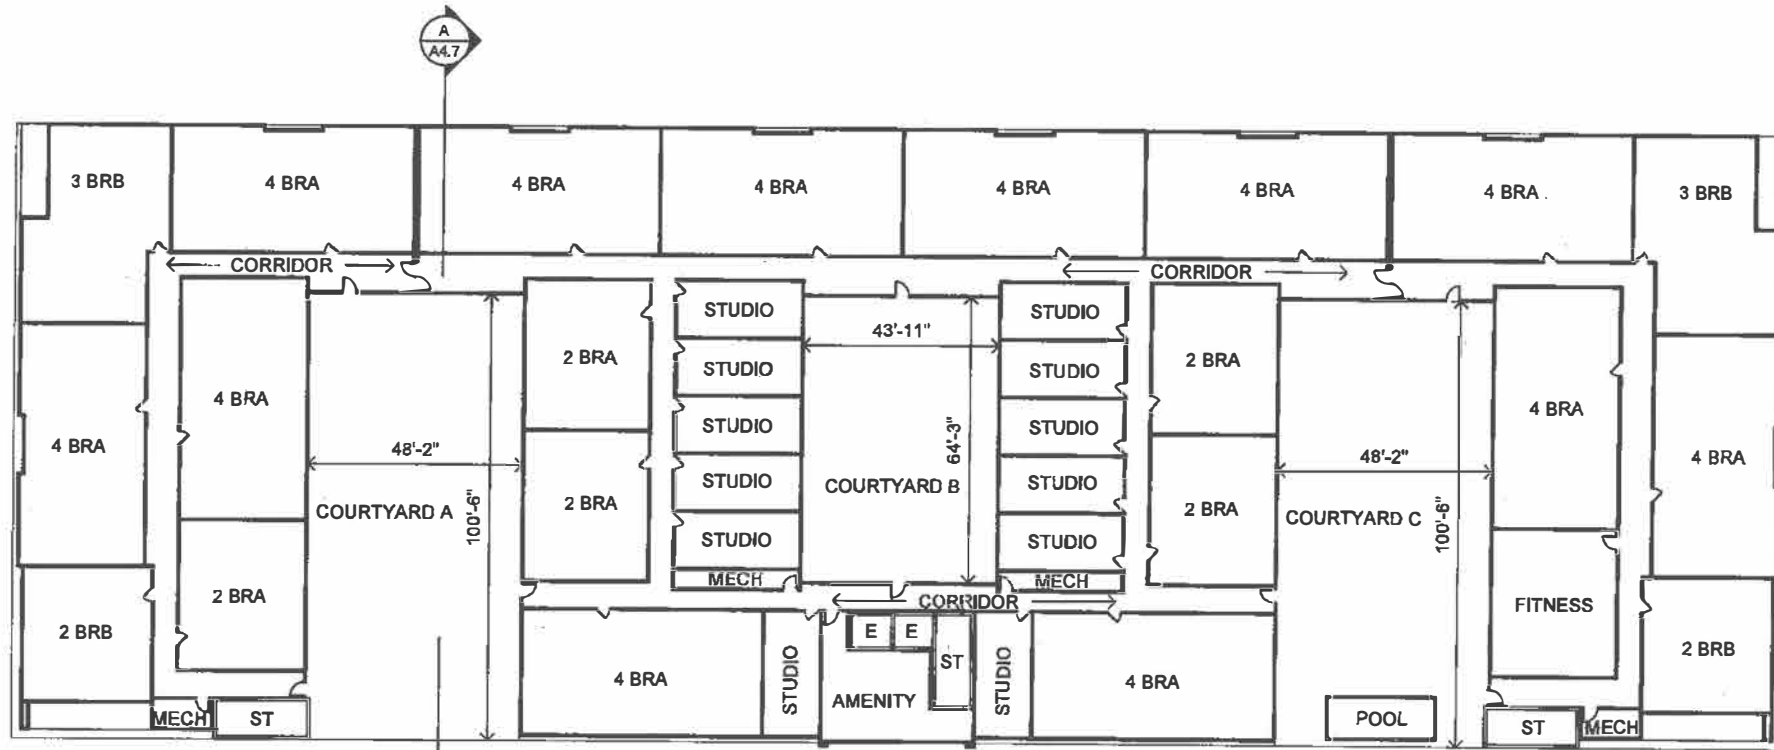 A
A4.7
3 BRB
4 BRA
4 BRA
4 BRA
4 BRA
4 BRA
4 BRA
3 BRB
CORRIDOR
CORRIDOR
STUDIO
STUDIO
43'-11"
2 BRA
2 BRA
STUDIO
STUDIO
4 BRA
4 BRA
STUDIO
STUDIO
4 BRA
48'-2"
64'-3"
48'-2"
4 BRA
STUDIO
COURTYARD B
STUDIO
2 BRA
2 BRA
COURTYARD A
100'-6"
COURTYARD C
100'-6"
STUDIO
STUDIO
MECH
MECH
2 BRA
CORRIDOR
FITNESS
2 BRB
E
E
ST
2 BRB
4 BRA
STUDIO
STUDIO
4 BRA
AMENITY
MECH
ST
POOL
ST
MECH